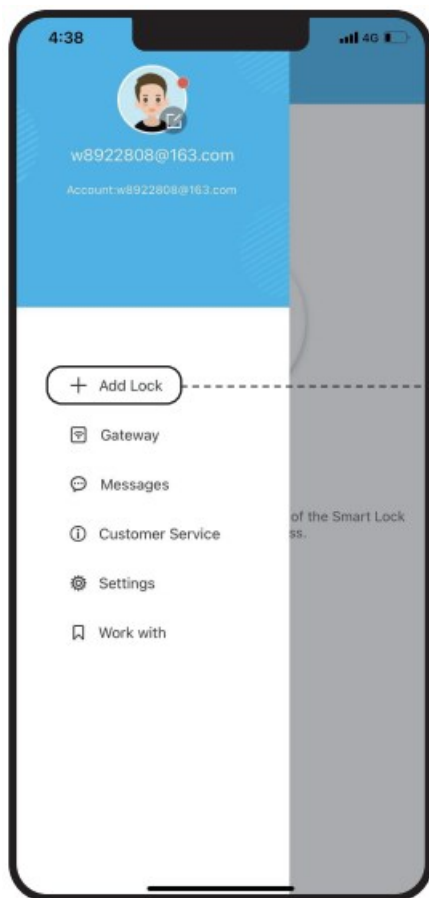 4:38
4G
w8922808@163.com
Account:w8922808@163.com
Add Lock
Gateway
Messages
Customer Service
of the Smart Lock
ss.
Settings
Work with